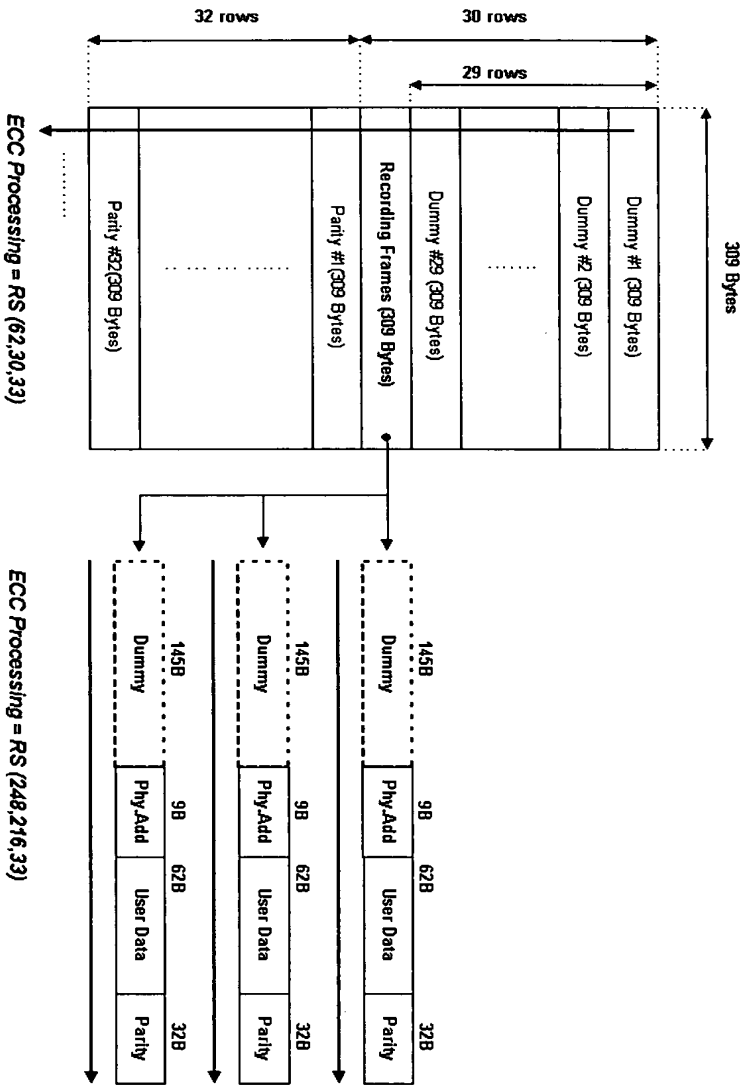 32 rows
30 rows
29 rows
309 Bytes
Dummy #1 (309 Bytes)
Dummy #2 (309 Bytes)
......
Dummy #29 (309 Bytes)
Recording Frames (309 Bytes)
Parity #1(309 Bytes)
... ... ... ...
Parity #32(309 Bytes)
ECC Processing = RS (62,30,33)
145B 9B 62B 32B
Dummy Phy.Add User Data Parity
145B 9B 62B 32B
Dummy Phy.Add User Data Parity
145B 9B 62B 32B
Dummy Phy.Add User Data Parity
ECC Processing = RS (248,216,33)